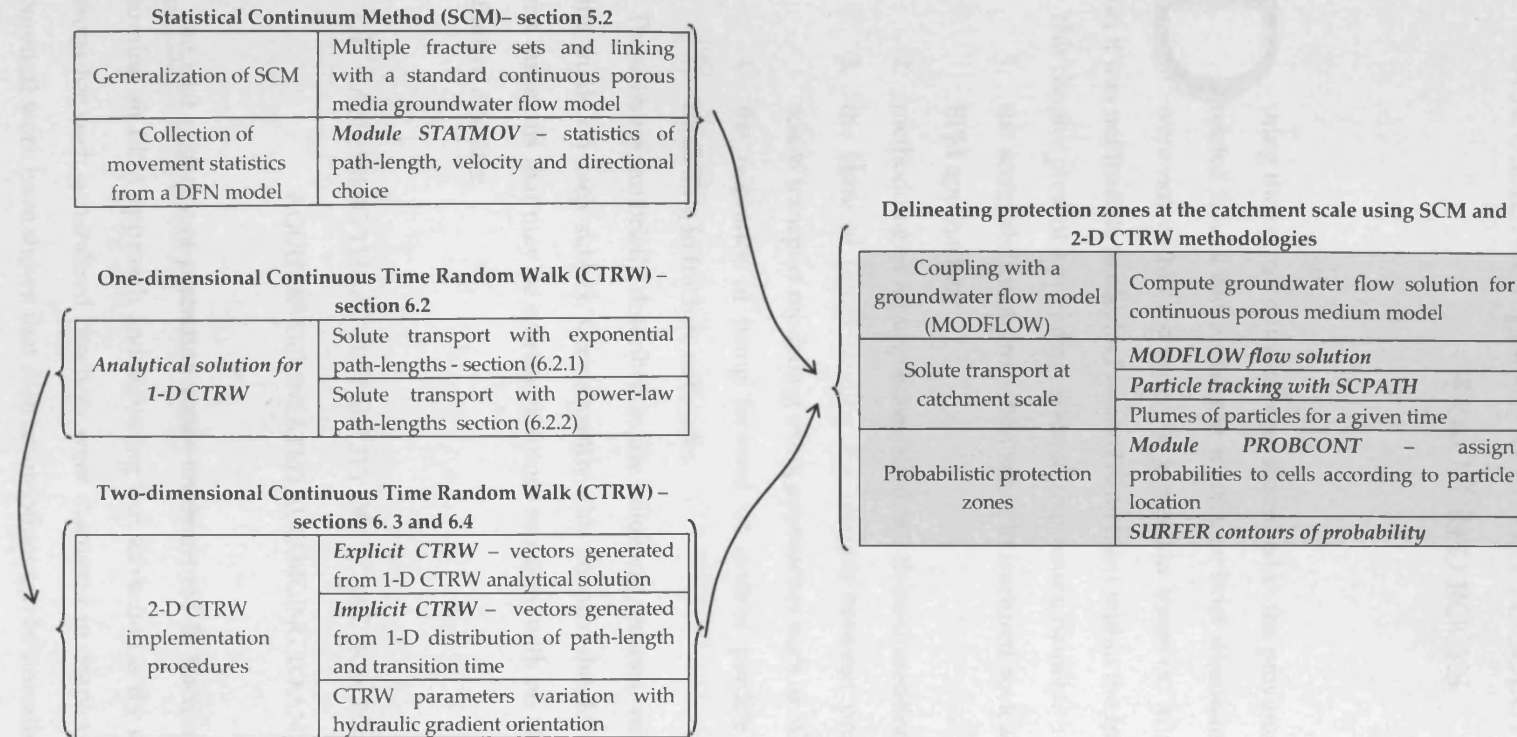 Statistical Continuum Method (SCM)– section 5.2
Generalization of SCM
Multiple fracture sets and linking
with a standard continuous porous
media groundwater flow model
Collection of
movement statistics
from a DFN model
Module STATMOV – statistics of
path-length, velocity and directional
choice
One-dimensional Continuous Time Random Walk (CTRW) –
section 6.2
Analytical solution for
1-D CTRW
Solute transport with exponential
path-lengths - section (6.2.1)
Solute transport with power-law
path-lengths section (6.2.2)
Two-dimensional Continuous Time Random Walk (CTRW) –
sections 6. 3 and 6.4
2-D CTRW
implementation
procedures
Explicit CTRW – vectors generated
from 1-D CTRW analytical solution
Implicit CTRW – vectors generated
from 1-D distribution of path-length
and transition time
CTRW parameters variation with
hydraulic gradient orientation
Delineating protection zones at the catchment scale using SCM and
2-D CTRW methodologies
Coupling with a
groundwater flow model
(MODFLOW)
Compute groundwater flow solution for
continuous porous medium model
Solute transport at
catchment scale
MODFLOW flow solution
Particle tracking with SCPATH
Plumes of particles for a given time
Probabilistic protection
zones
Module PROBCONT – assign
probabilities to cells according to particle
location
SURFER contours of probability